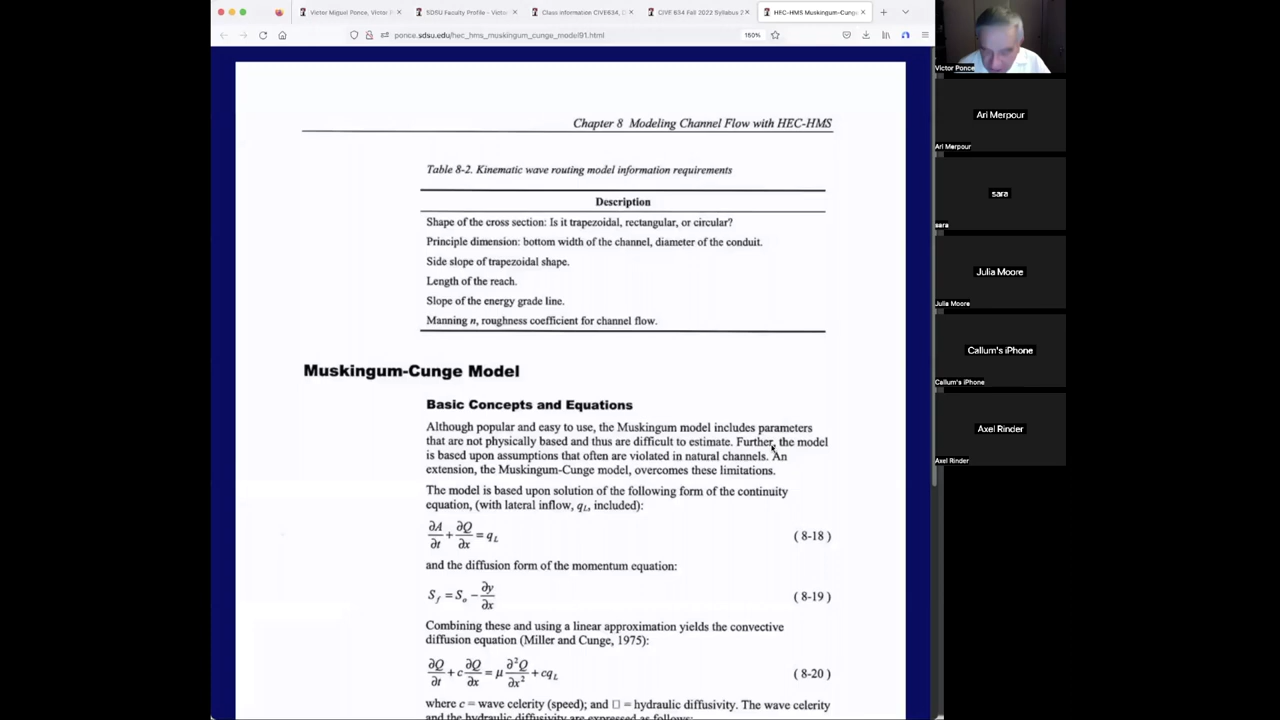 Victor Miguel Ponce, Victor P
SDSU Faculty Profile - Victo
Class information CIVE634, C
CIVE 634 Fall 2022 Syllabus 2
HEC-HMS Muskingum-Cunge
ponce.sdsu.edu/hec_hms_muskingum_cunge_model91.html
150%
Chapter 8 Modeling Channel Flow with HEC-HMS
Table 8-2. Kinematic wave routing model information requirements
Description
Shape of the cross section: Is it trapezoidal, rectangular, or circular?
Principle dimension: bottom width of the channel, diameter of the conduit.
Side slope of trapezoidal shape.
Length of the reach.
Slope of the energy grade line.
Manning n, roughness coefficient for channel flow.
Muskingum-Cunge Model
Basic Concepts and Equations
Although popular and easy to use, the Muskingum model includes parameters
that are not physically based and thus are difficult to estimate. Further, the model
is based upon assumptions that often are violated in natural channels. An
extension, the Muskingum-Cunge model, overcomes these limitations.
The model is based upon solution of the following form of the continuity
equation, (with lateral inflow, qL, included):
∂A/∂t + ∂Q/∂x = qL ( 8-18 )
and the diffusion form of the momentum equation:
Sf = So - ∂y/∂x ( 8-19 )
Combining these and using a linear approximation yields the convective
diffusion equation (Miller and Cunge, 1975):
∂Q/∂t + c ∂Q/∂x = μ ∂²Q/∂x² + cqL ( 8-20 )
where c = wave celerity (speed); and □ = hydraulic diffusivity. The wave celerity
and the hydraulic diffusivity are expressed as follows:
Victor Ponce
Ari Merpour
Ari Merpour
sara
sara
Julia Moore
Julia Moore
Callum's iPhone
Callum's iPhone
Axel Rinder
Axel Rinder